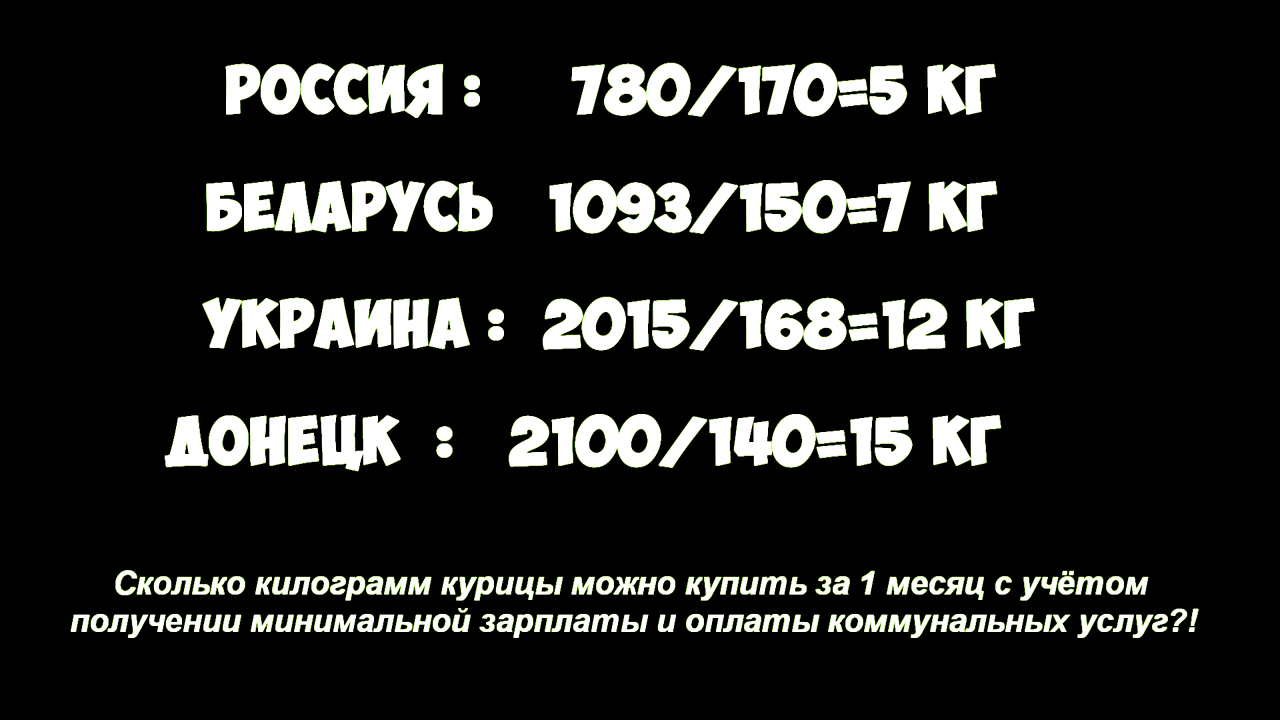 РОССИЯ : 780/170=5 КГ
БЕЛАРУСЬ 1093/150=7 КГ
УКРАИНА : 2015/168=12 КГ
ДОНЕЦК : 2100/140=15 КГ
Сколько килограмм курицы можно купить за 1 месяц с учётом
получении минимальной зарплаты и оплаты коммунальных услуг?!